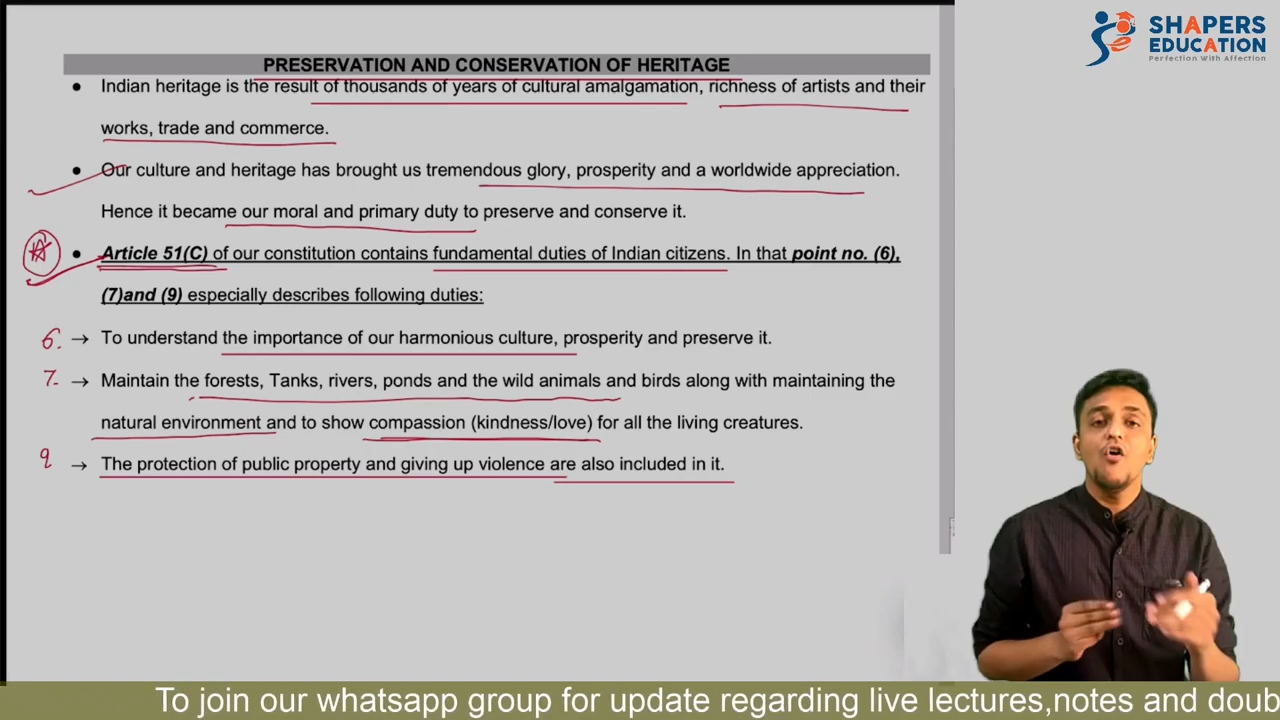 SHAPERS
EDUCATION
Perfection With Affection
PRESERVATION AND CONSERVATION OF HERITAGE
• Indian heritage is the result of thousands of years of cultural amalgamation, richness of artists and their
works, trade and commerce.
• Our culture and heritage has brought us tremendous glory, prosperity and a worldwide appreciation.
Hence it became our moral and primary duty to preserve and conserve it.
• Article 51(C) of our constitution contains fundamental duties of Indian citizens. In that point no. (6),
(7)and (9) especially describes following duties:
6. → To understand the importance of our harmonious culture, prosperity and preserve it.
7- → Maintain the forests, Tanks, rivers, ponds and the wild animals and birds along with maintaining the
natural environment and to show compassion (kindness/love) for all the living creatures.
9 → The protection of public property and giving up violence are also included in it.
To join our whatsapp group for update regarding live lectures,notes and doub